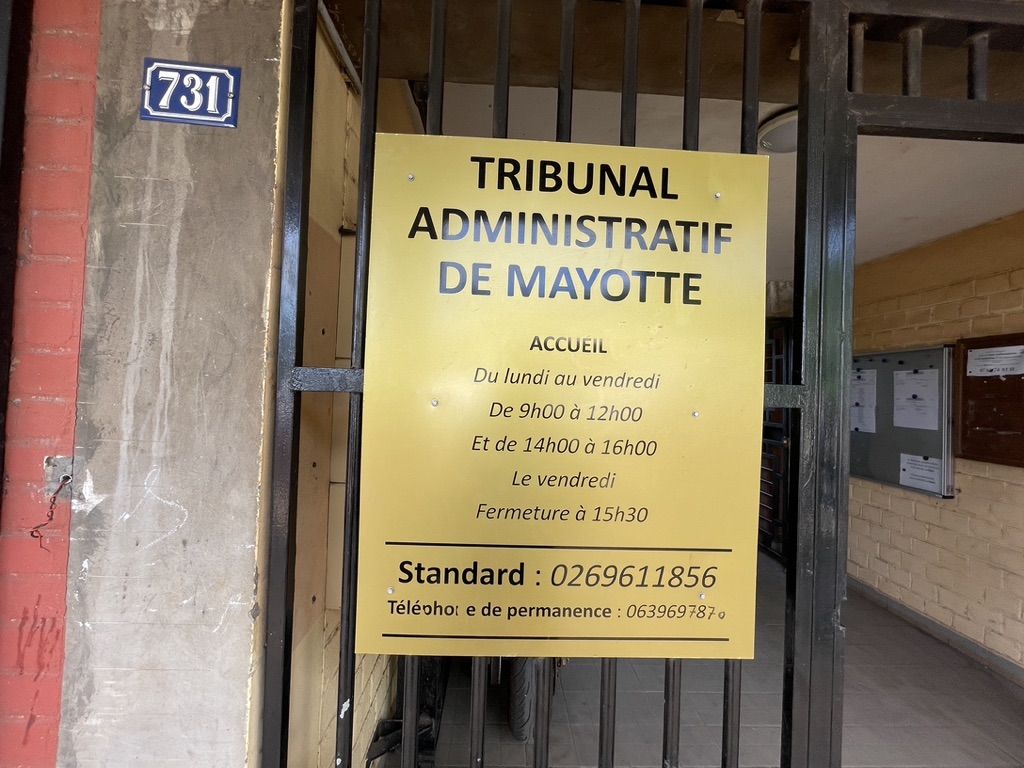 731
TRIBUNAL
ADMINISTRATIF
DE MAYOTTE
ACCUEIL
Du lundi au vendredi
De 9h00 à 12h00
Et de 14h00 à 16h00
Le vendredi
Fermeture à 15h30
Standard : 0269611856
de permanence :